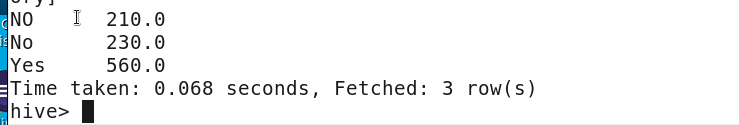 NO 210.0
No 230.0
Yes 560.0
Time taken: 0.068 seconds, Fetched: 3 row(s)
hive>